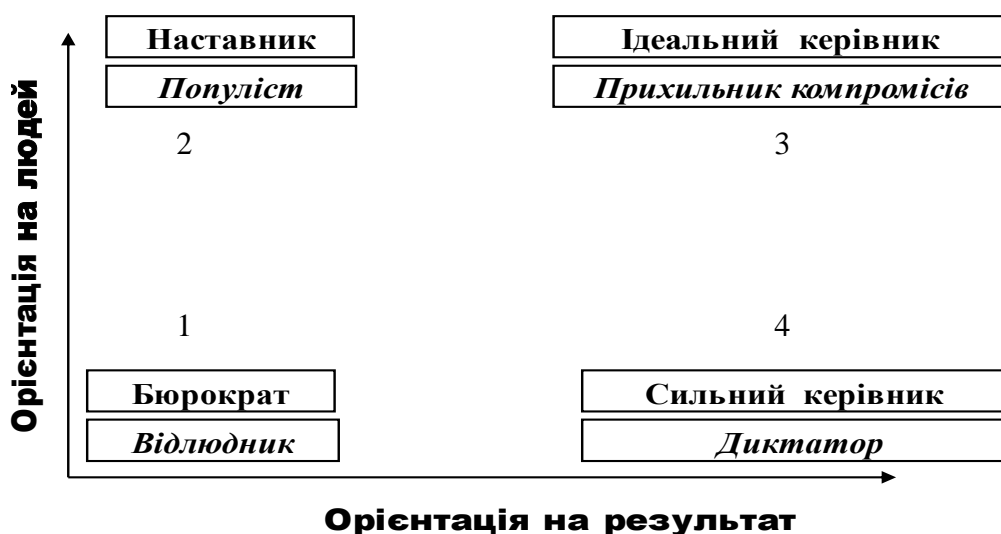 Наставник
Ідеальний керівник
Популіст
Прихильник компромісів
2
3
Орієнтація на людей
1
4
Бюрократ
Сильний керівник
Відлюдник
Диктатор
Орієнтація на результат